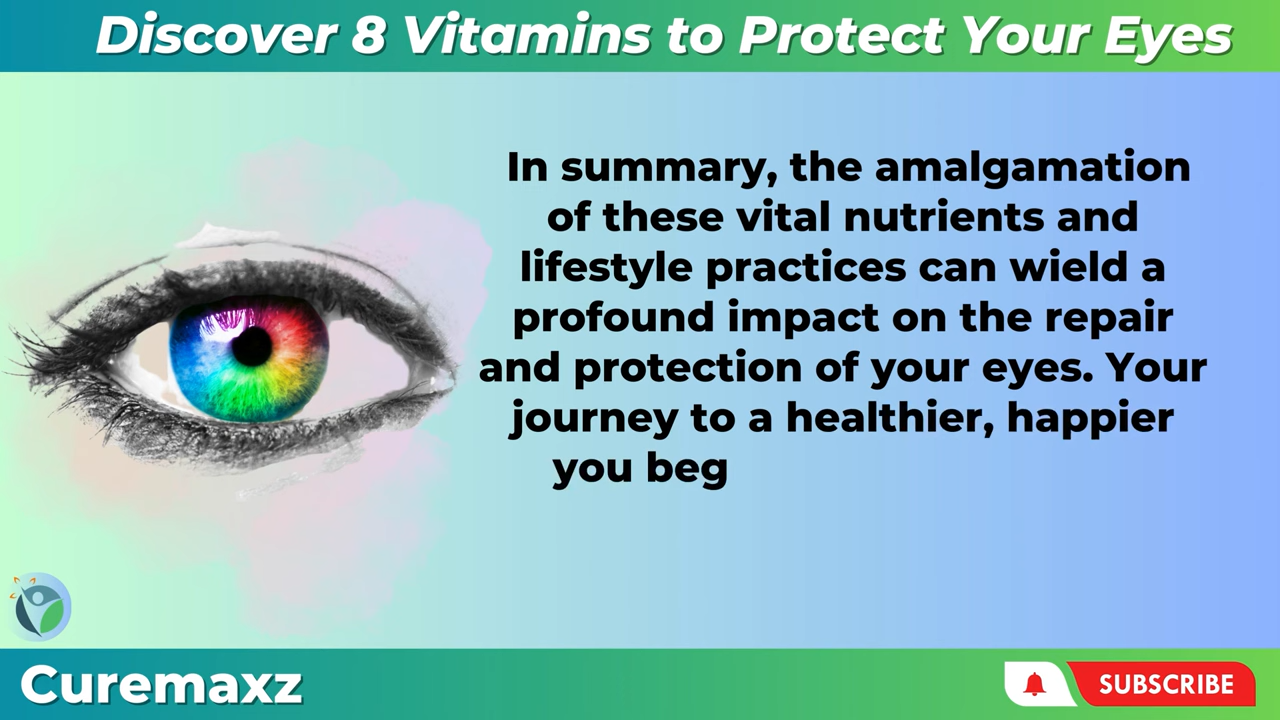 Discover 8 Vitamins to Protect Your Eyes
In summary, the amalgamation
of these vital nutrients and
lifestyle practices can wield a
profound impact on the repair
and protection of your eyes. Your
journey to a healthier, happier
you beg
Curemaxz
SUBSCRIBE